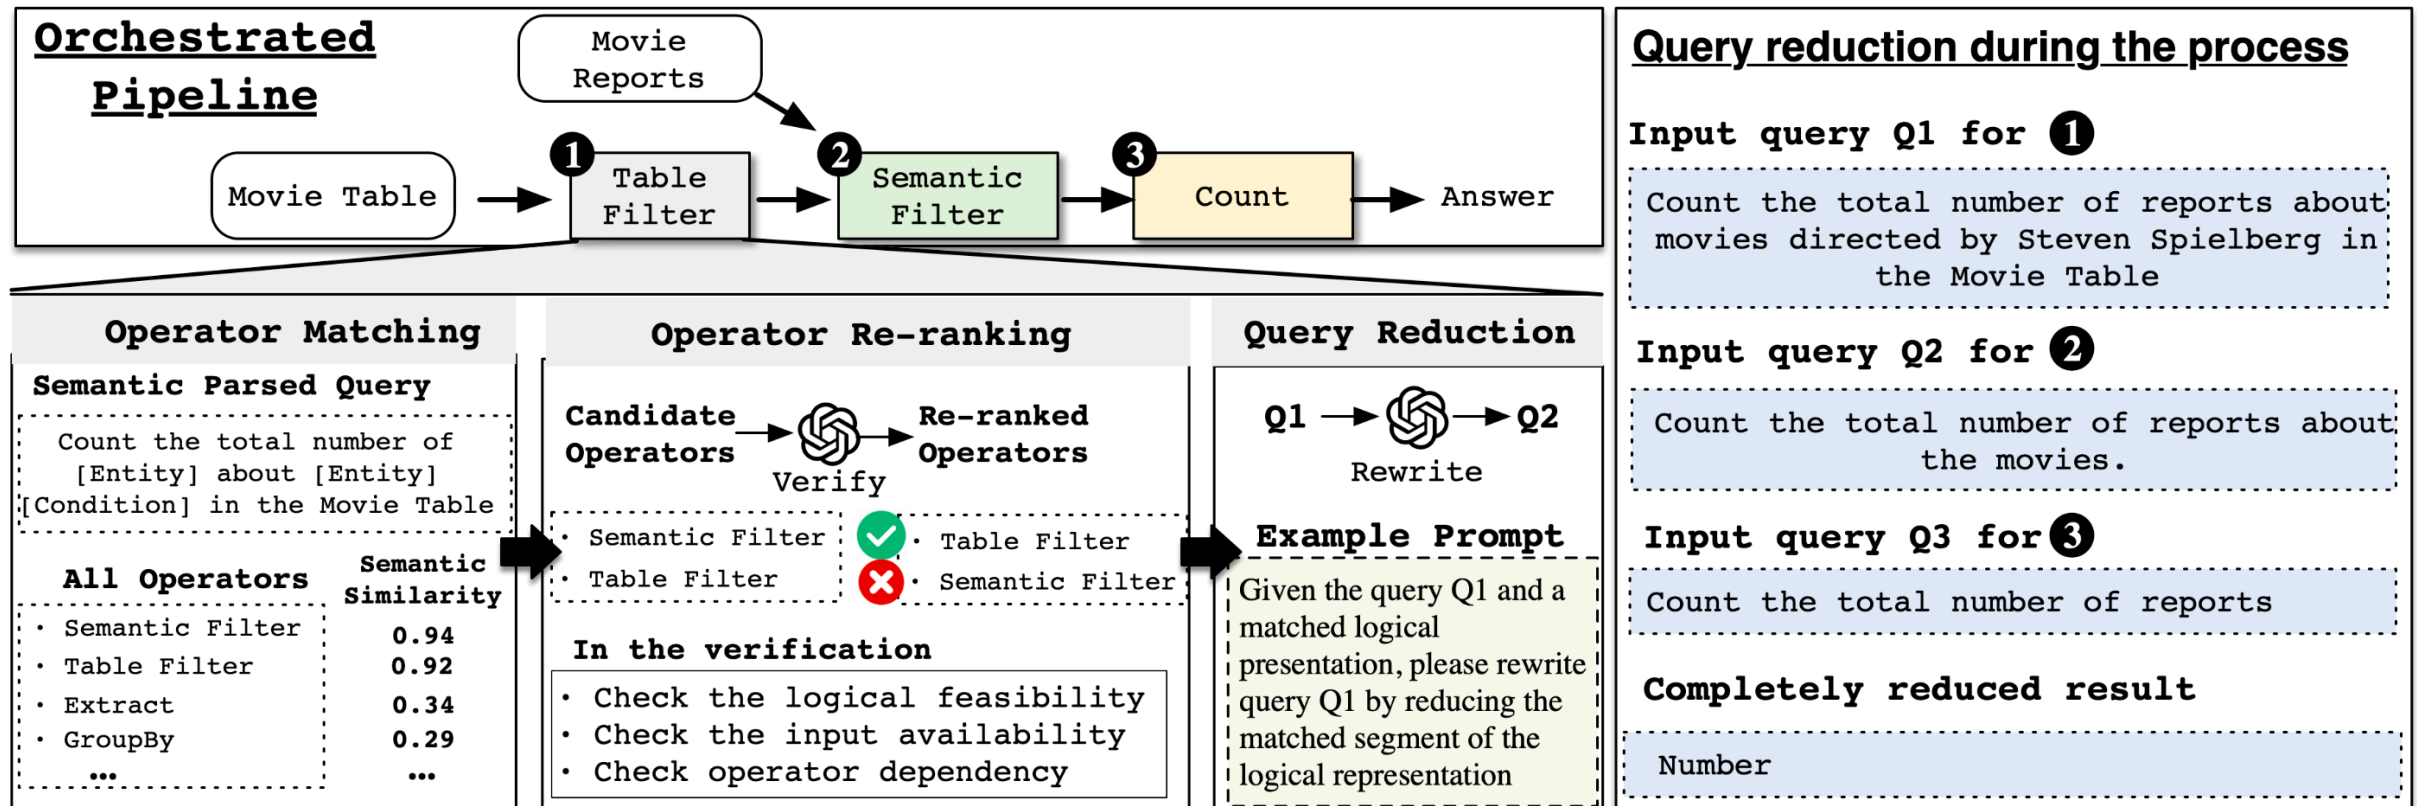 Orchestrated
Pipeline
Movie
Reports
Movie Table
1
Table
Filter
2
Semantic
Filter
3
Count
Answer
Operator Matching
Semantic Parsed Query
Count the total number of
[Entity] about [Entity]
[Condition] in the Movie Table
All Operators
Semantic
Similarity
· Semantic Filter 0.94
· Table Filter 0.92
· Extract 0.34
· GroupBy 0.29
... ...
Operator Re-ranking
Candidate
Operators
Verify
Re-ranked
Operators
· Semantic Filter
· Table Filter
· Table Filter
· Semantic Filter
In the verification
· Check the logical feasibility
· Check the input availability
· Check operator dependency
Query Reduction
Q1
Q2
Rewrite
Example Prompt
Given the query Q1 and a
matched logical
presentation, please rewrite
query Q1 by reducing the
matched segment of the
logical representation
Query reduction during the process
Input query Q1 for 1
Count the total number of reports about
movies directed by Steven Spielberg in
the Movie Table
Input query Q2 for 2
Count the total number of reports about
the movies.
Input query Q3 for 3
Count the total number of reports
Completely reduced result
Number